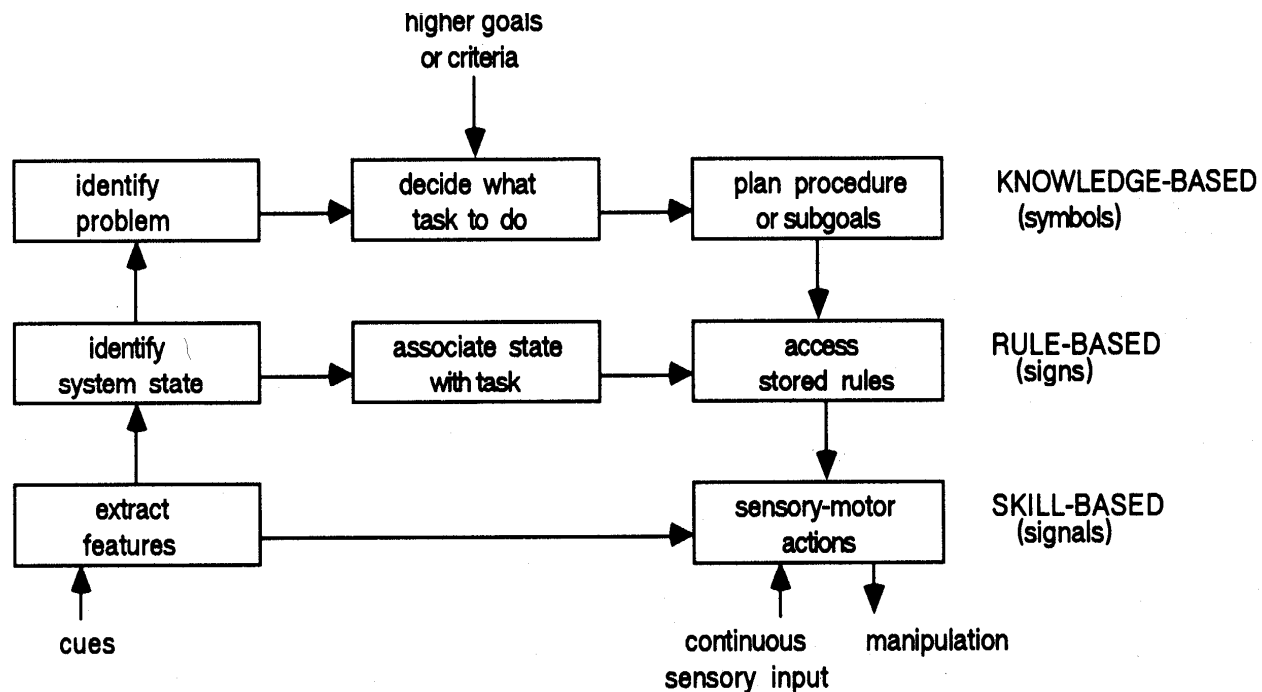 higher goals
or criteria
identify
problem
decide what
task to do
plan procedure
or subgoals
KNOWLEDGE-BASED
(symbols)
identify
system state
associate state
with task
access
stored rules
RULE-BASED
(signs)
extract
features
sensory-motor
actions
SKILL-BASED
(signals)
cues
continuous
sensory input
manipulation